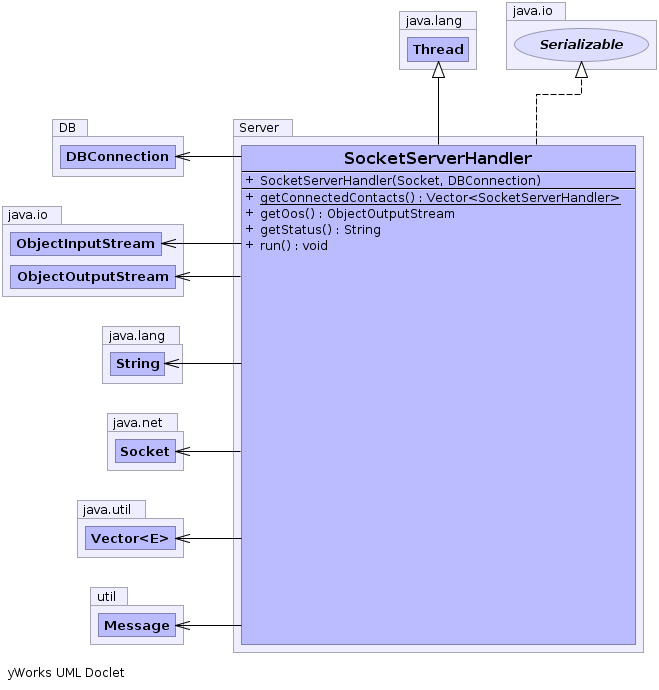 java.lang
Thread
java.io
Serializable
DB
DBConnection
Server
SocketServerHandler
+ SocketServerHandler(Socket, DBConnection)
+ getConnectedContacts() : Vector<SocketServerHandler>
+ getOos() : ObjectOutputStream
+ getStatus() : String
+ run() : void
java.io
ObjectInputStream
ObjectOutputStream
java.lang
String
java.net
Socket
java.util
Vector<E>
util
Message
yWorks UML Doclet